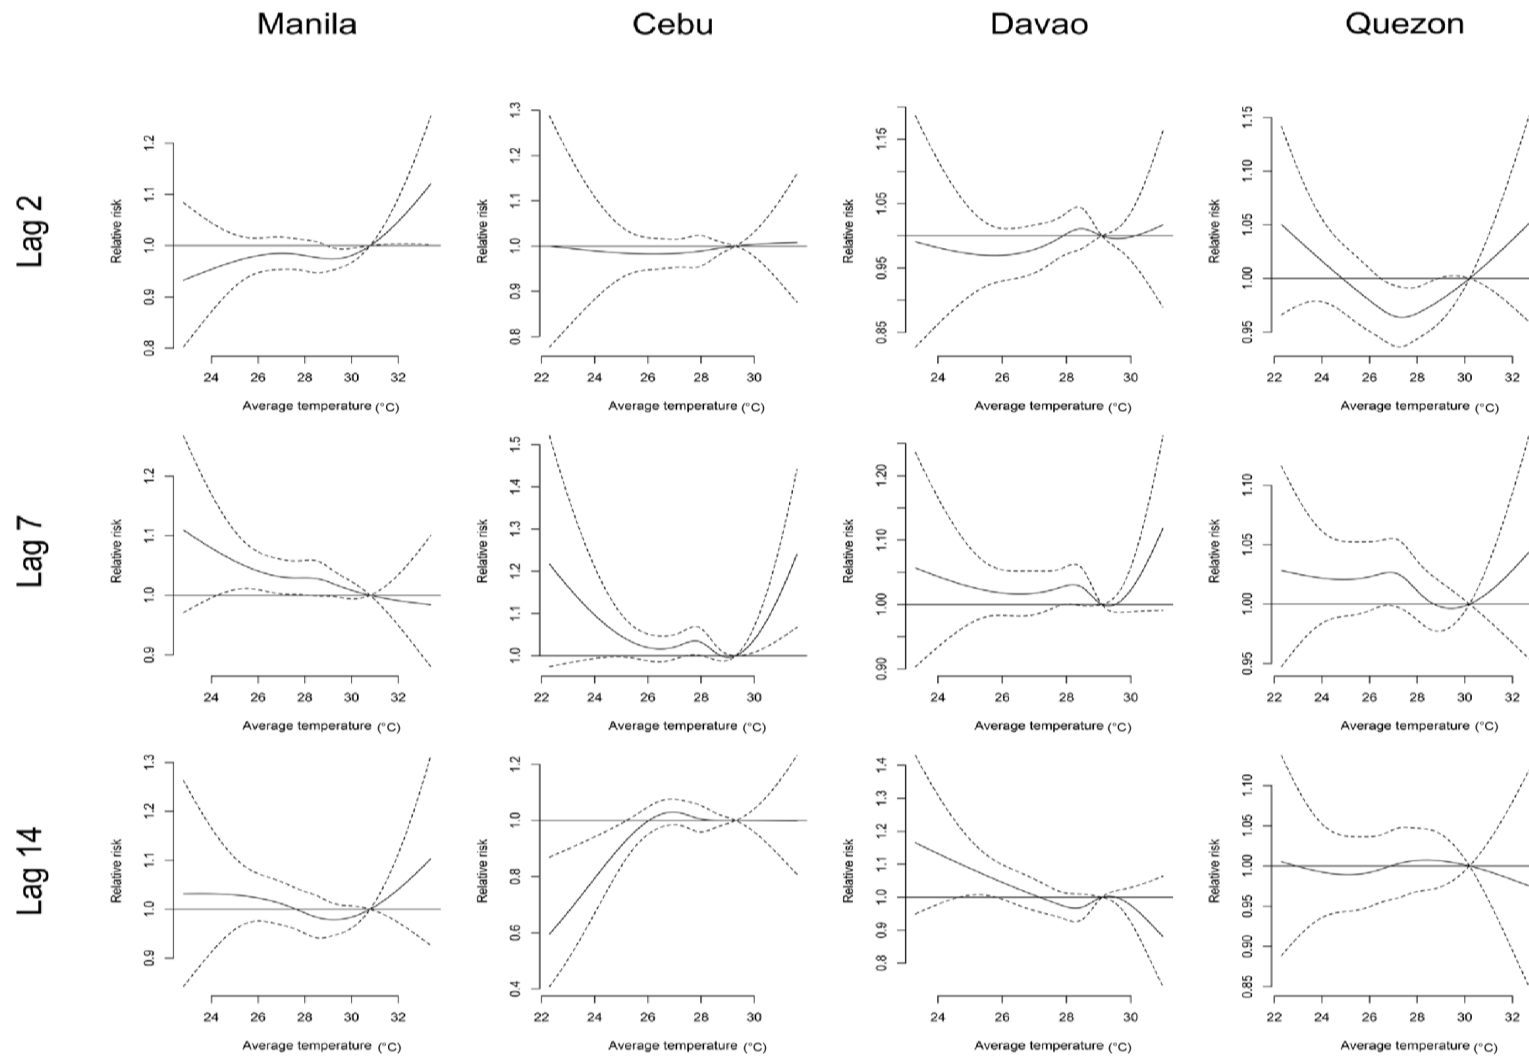 Manila Cebu Davao Quezon
Lag 2
Relative risk
0.8 0.9 1.0 1.1 1.2
24 26 28 30 32
Average temperature (°C)
Relative risk
0.8 0.9 1.0 1.1 1.2 1.3
22 24 26 28 30
Average temperature (°C)
Relative risk
0.85 0.95 1.05 1.15
24 26 28 30
Average temperature (°C)
Relative risk
0.95 1.00 1.05 1.10 1.15
22 24 26 28 30 32
Average temperature (°C)
Lag 7
Relative risk
0.9 1.0 1.1 1.2
24 26 28 30 32
Average temperature (°C)
Relative risk
1.0 1.1 1.2 1.3 1.4 1.5
22 24 26 28 30
Average temperature (°C)
Relative risk
0.90 1.00 1.10 1.20
24 26 28 30
Average temperature (°C)
Relative risk
0.95 1.00 1.05 1.10
22 24 26 28 30 32
Average temperature (°C)
Lag 14
Relative risk
0.9 1.0 1.1 1.2 1.3
24 26 28 30 32
Average temperature (°C)
Relative risk
0.4 0.6 0.8 1.0 1.2
22 24 26 28 30
Average temperature (°C)
Relative risk
0.8 0.9 1.0 1.1 1.2 1.3 1.4
24 26 28 30
Average temperature (°C)
Relative risk
0.85 0.90 0.95 1.00 1.05 1.10
22 24 26 28 30 32
Average temperature (°C)